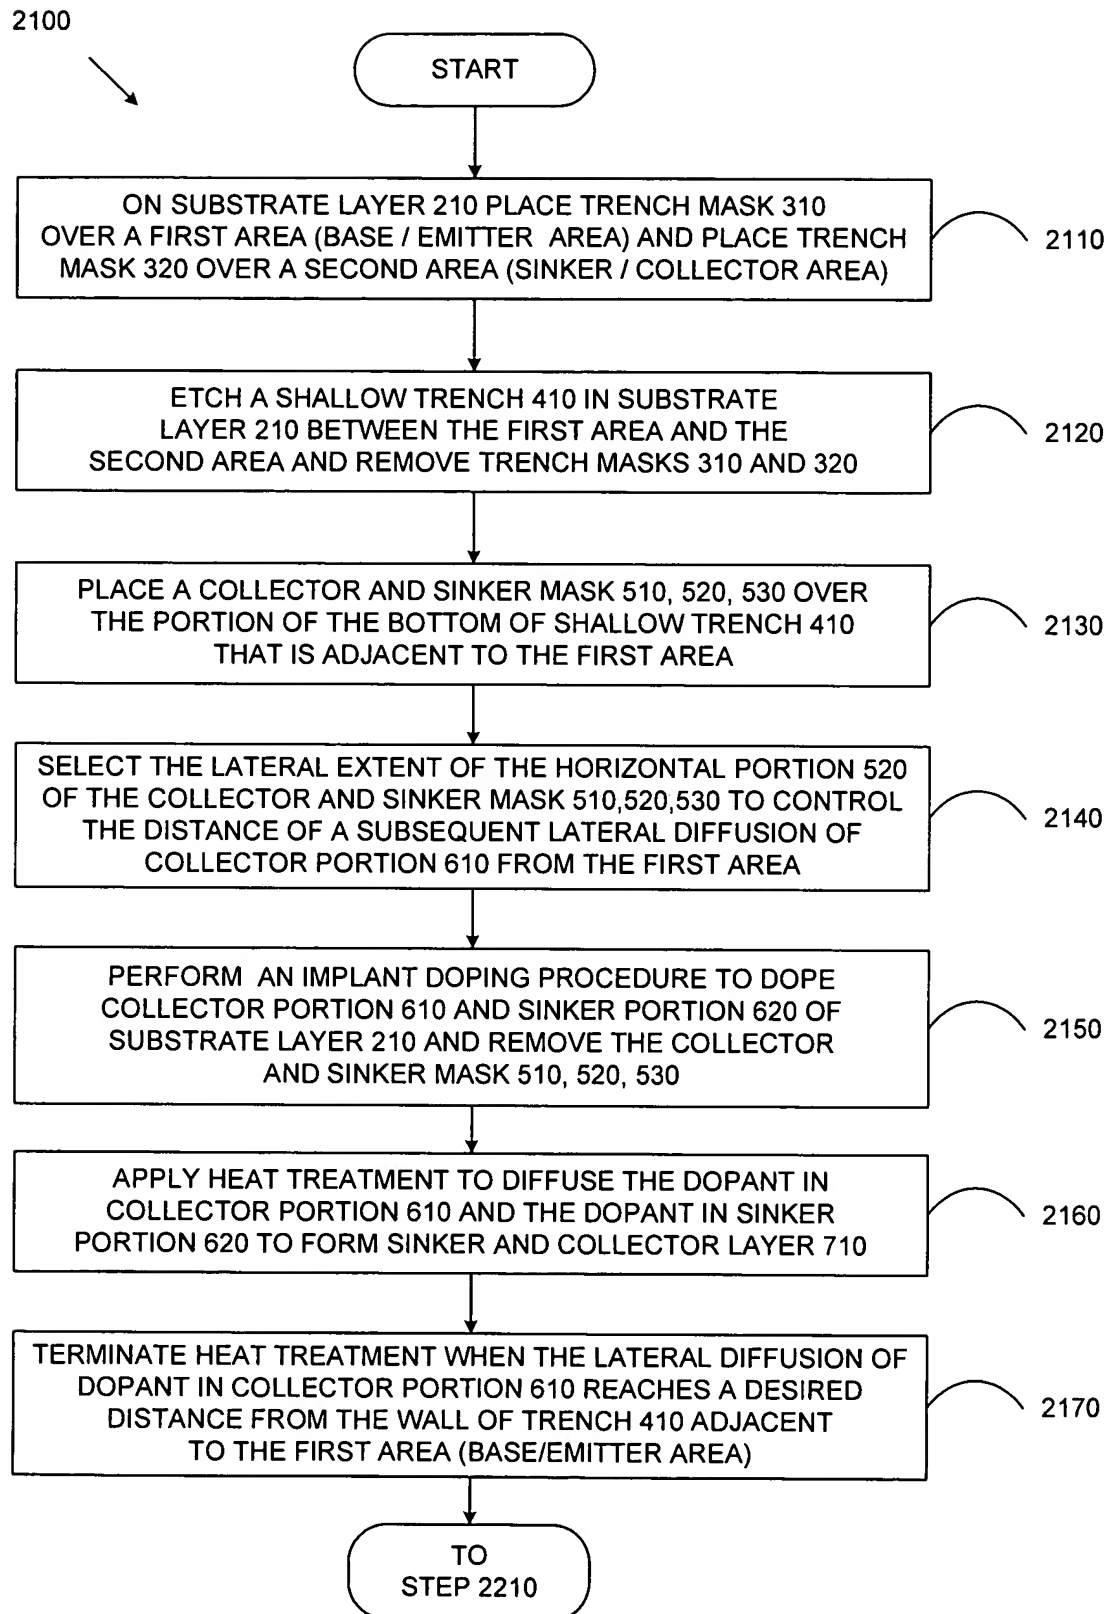 2100
START
ON SUBSTRATE LAYER 210 PLACE TRENCH MASK 310
OVER A FIRST AREA (BASE / EMITTER AREA) AND PLACE TRENCH
MASK 320 OVER A SECOND AREA (SINKER / COLLECTOR AREA)
2110
ETCH A SHALLOW TRENCH 410 IN SUBSTRATE
LAYER 210 BETWEEN THE FIRST AREA AND THE
SECOND AREA AND REMOVE TRENCH MASKS 310 AND 320
2120
PLACE A COLLECTOR AND SINKER MASK 510, 520, 530 OVER
THE PORTION OF THE BOTTOM OF SHALLOW TRENCH 410
THAT IS ADJACENT TO THE FIRST AREA
2130
SELECT THE LATERAL EXTENT OF THE HORIZONTAL PORTION 520
OF THE COLLECTOR AND SINKER MASK 510,520,530 TO CONTROL
THE DISTANCE OF A SUBSEQUENT LATERAL DIFFUSION OF
COLLECTOR PORTION 610 FROM THE FIRST AREA
2140
PERFORM AN IMPLANT DOPING PROCEDURE TO DOPE
COLLECTOR PORTION 610 AND SINKER PORTION 620 OF
SUBSTRATE LAYER 210 AND REMOVE THE COLLECTOR
AND SINKER MASK 510, 520, 530
2150
APPLY HEAT TREATMENT TO DIFFUSE THE DOPANT IN
COLLECTOR PORTION 610 AND THE DOPANT IN SINKER
PORTION 620 TO FORM SINKER AND COLLECTOR LAYER 710
2160
TERMINATE HEAT TREATMENT WHEN THE LATERAL DIFFUSION OF
DOPANT IN COLLECTOR PORTION 610 REACHES A DESIRED
DISTANCE FROM THE WALL OF TRENCH 410 ADJACENT
TO THE FIRST AREA (BASE/EMITTER AREA)
2170
TO
STEP 2210